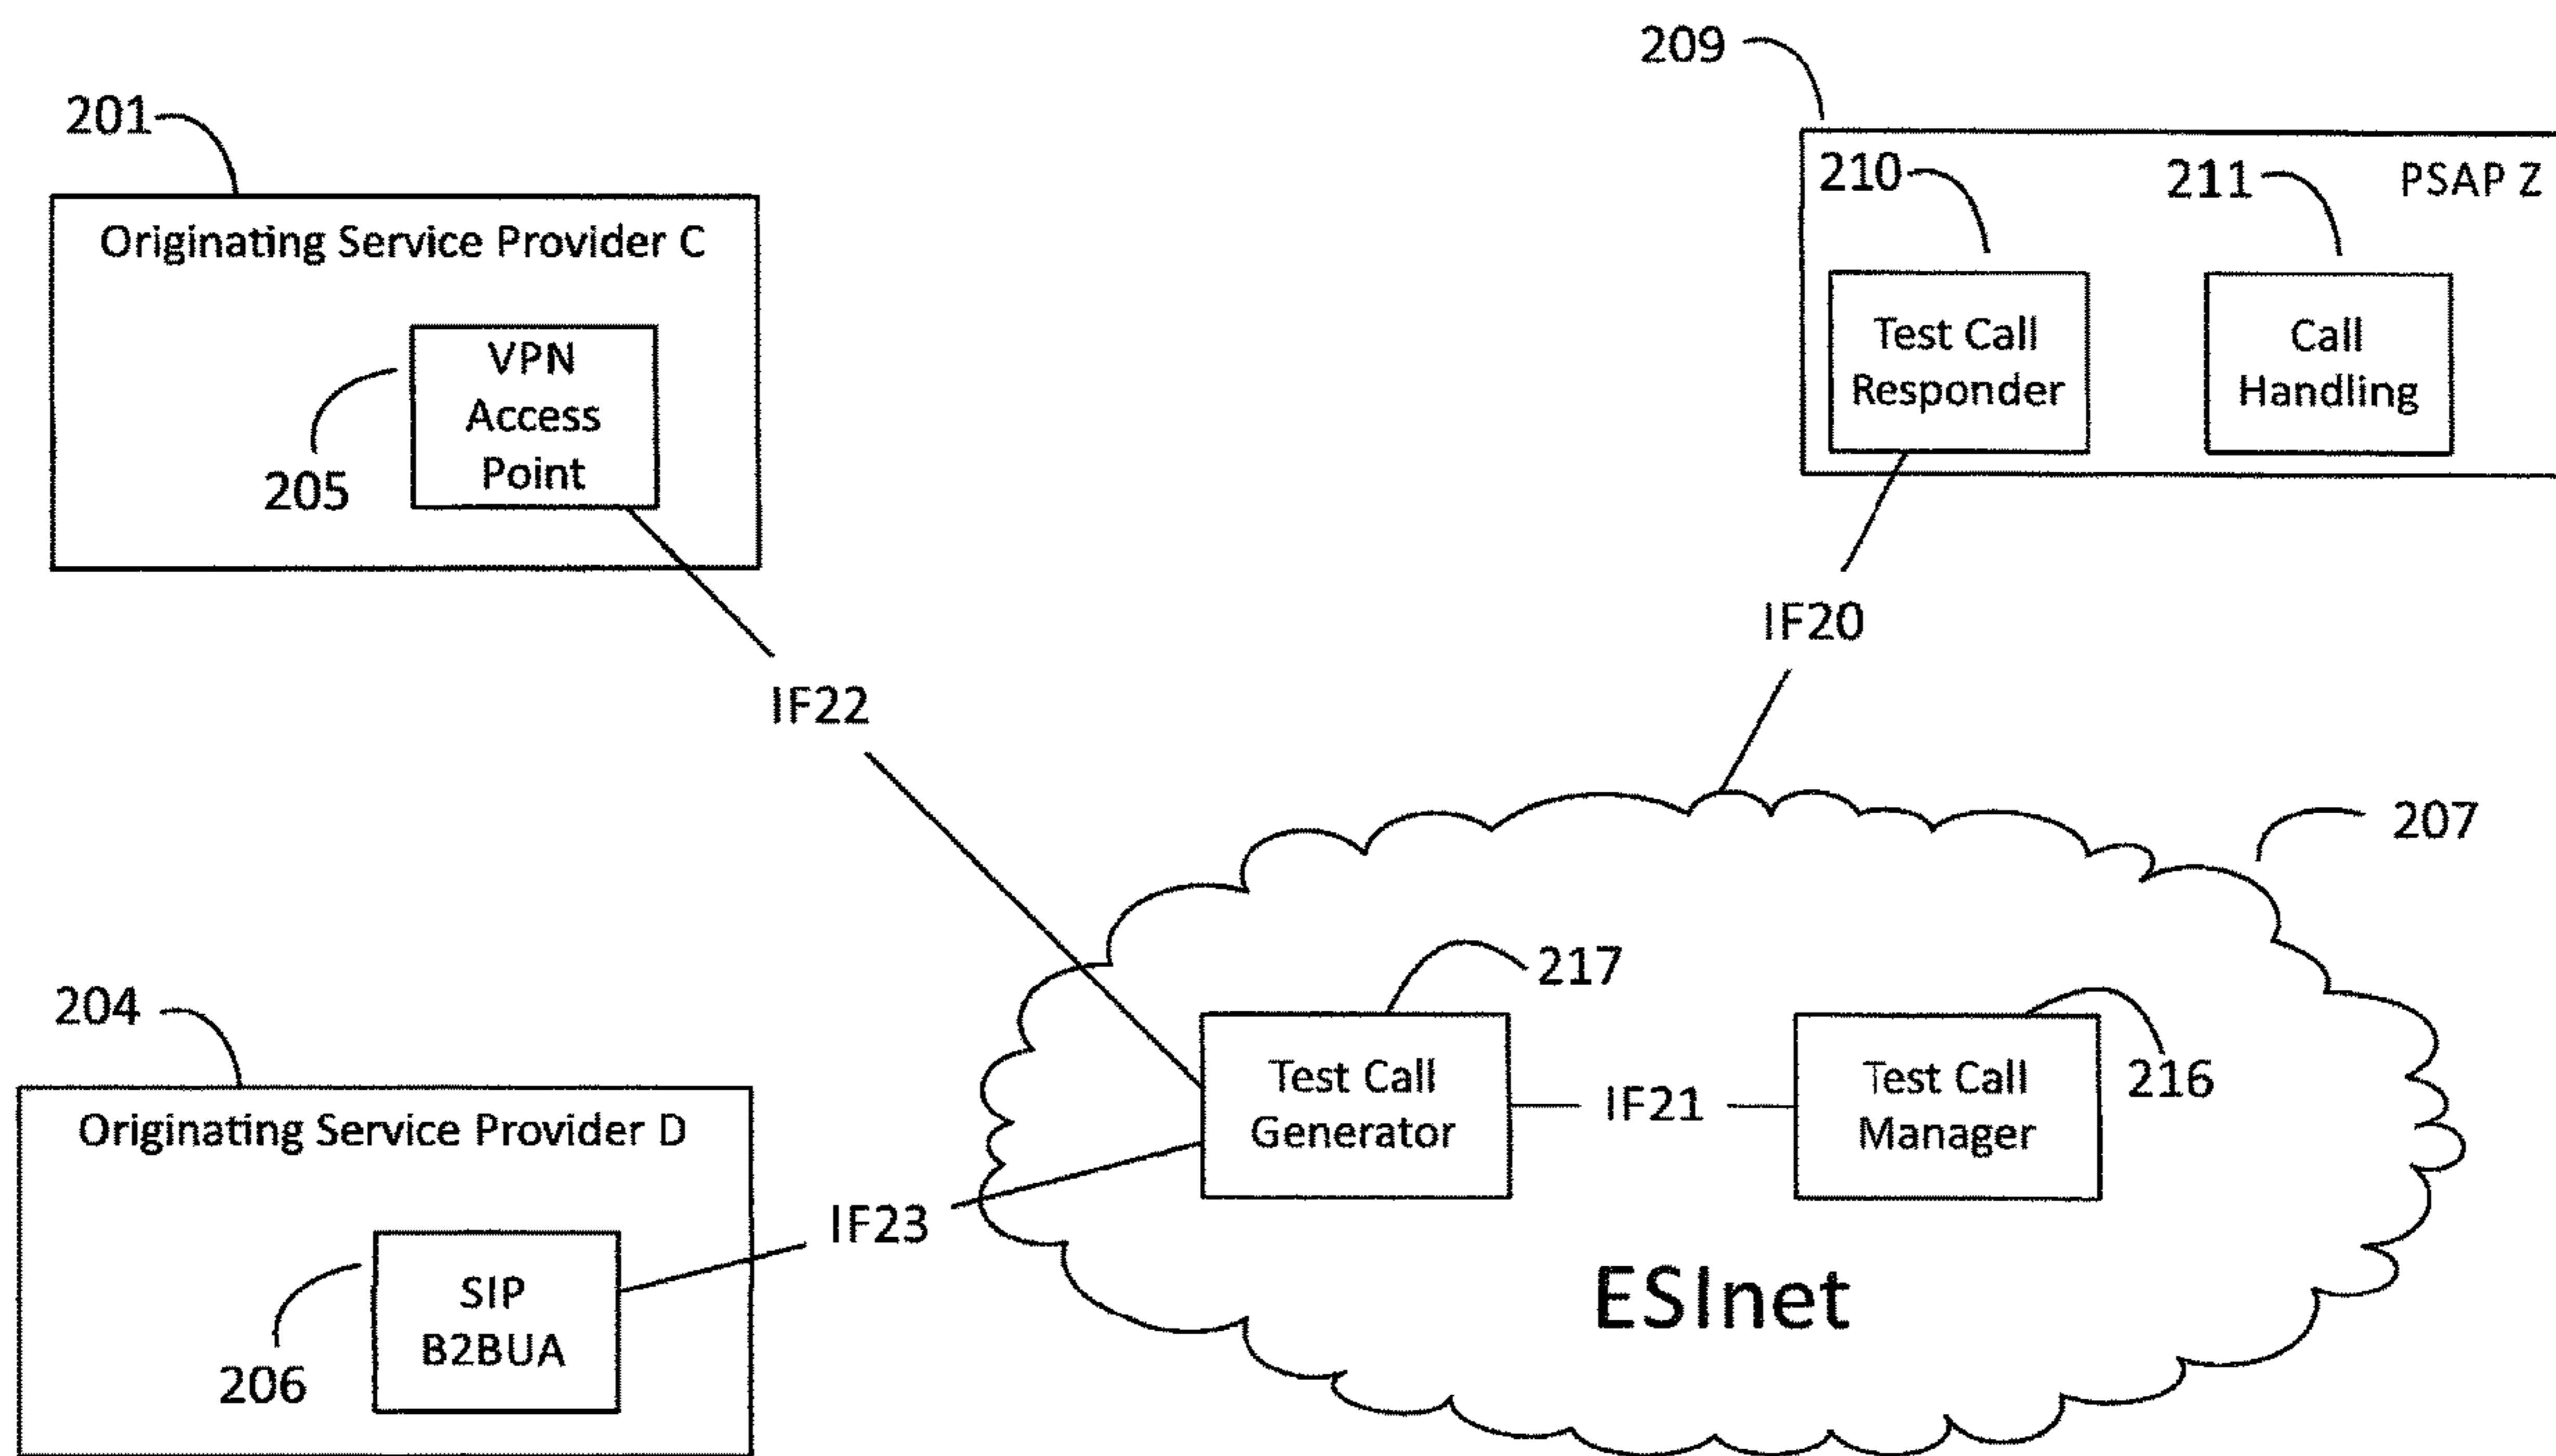 209
201
210
211
PSAP Z
Originating Service Provider C
Test Call
Responder
Call
Handling
VPN
Access
Point
205
IF20
IF22
207
217
204
Test Call
Generator
IF21
Test Call
Manager
216
Originating Service Provider D
IF23
SIP
B2BUA
206
ESInet